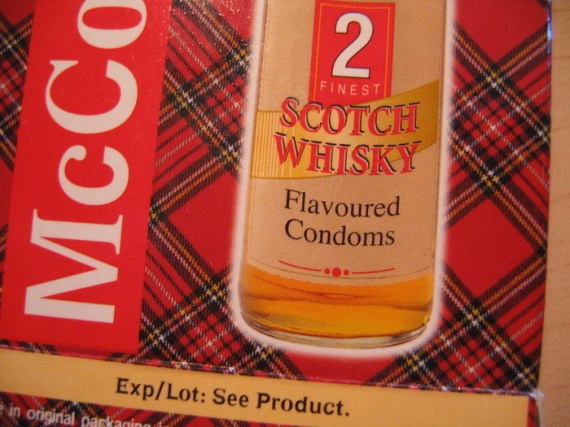 McCo
2
FINEST
SCOTCH
WHISKY
Flavoured
Condoms
Exp/Lot: See Product.
e in original packaging